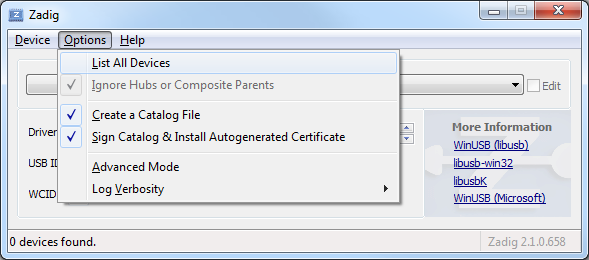 Zadig
Device Options Help
List All Devices
Ignore Hubs or Composite Parents
Edit
Create a Catalog File
Sign Catalog & Install Autogenerated Certificate
Advanced Mode
Log Verbosity
Driver
USB ID
WCID
More Information
WinUSB (libusb)
libusb-win32
libusbK
WinUSB (Microsoft)
0 devices found.
Zadig 2.1.0.658